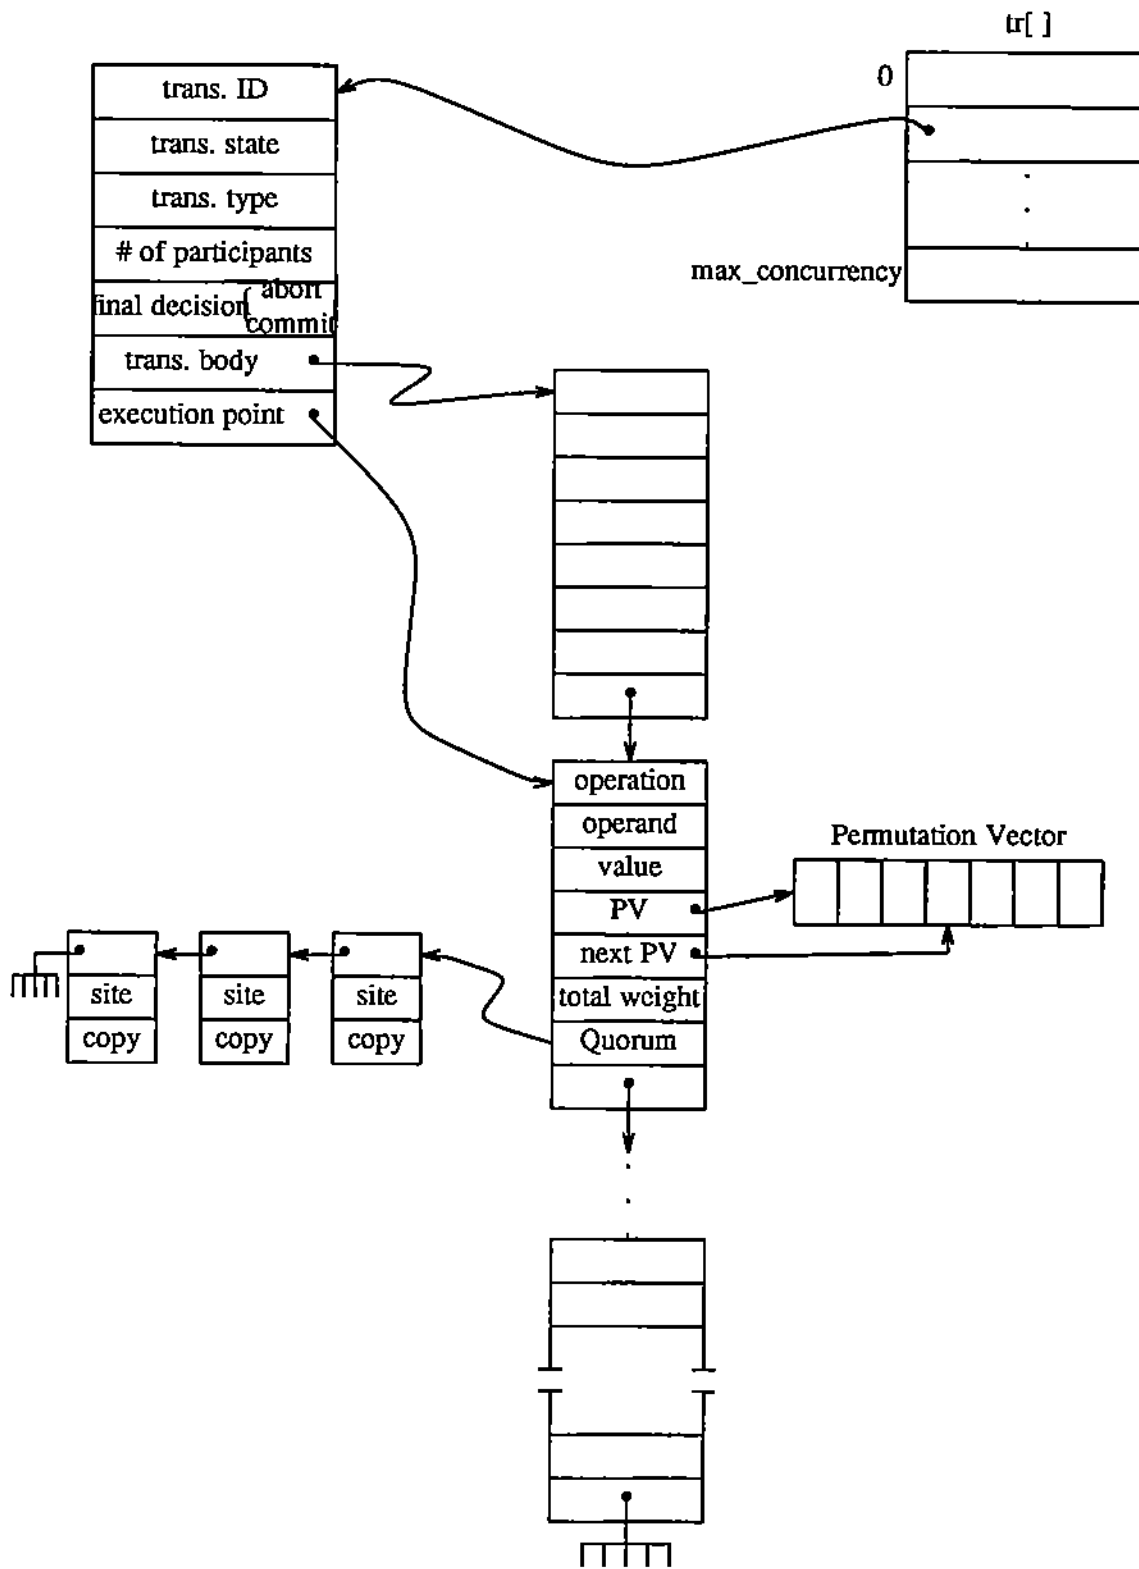 tr[ ]
0
max_concurrency
trans. ID
trans. state
trans. type
# of participants
final decision { abort
commit
trans. body
execution point
operation
operand
value
PV
next PV
total weight
Quorum
Permutation Vector
site
copy
site
copy
site
copy